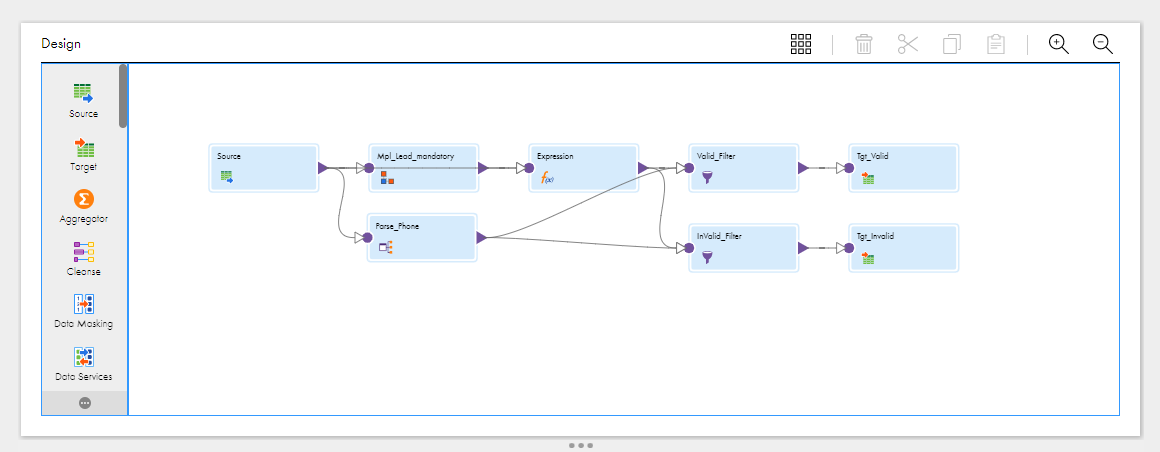 Design
Source
Target
Aggregator
Cleanse
Data Masking
Data Services
Source
Mpl_Lead_mandatory
Expression
Valid_Filter
Tgt_Valid
Parse_Phone
InValid_Filter
Tgt_Invalid